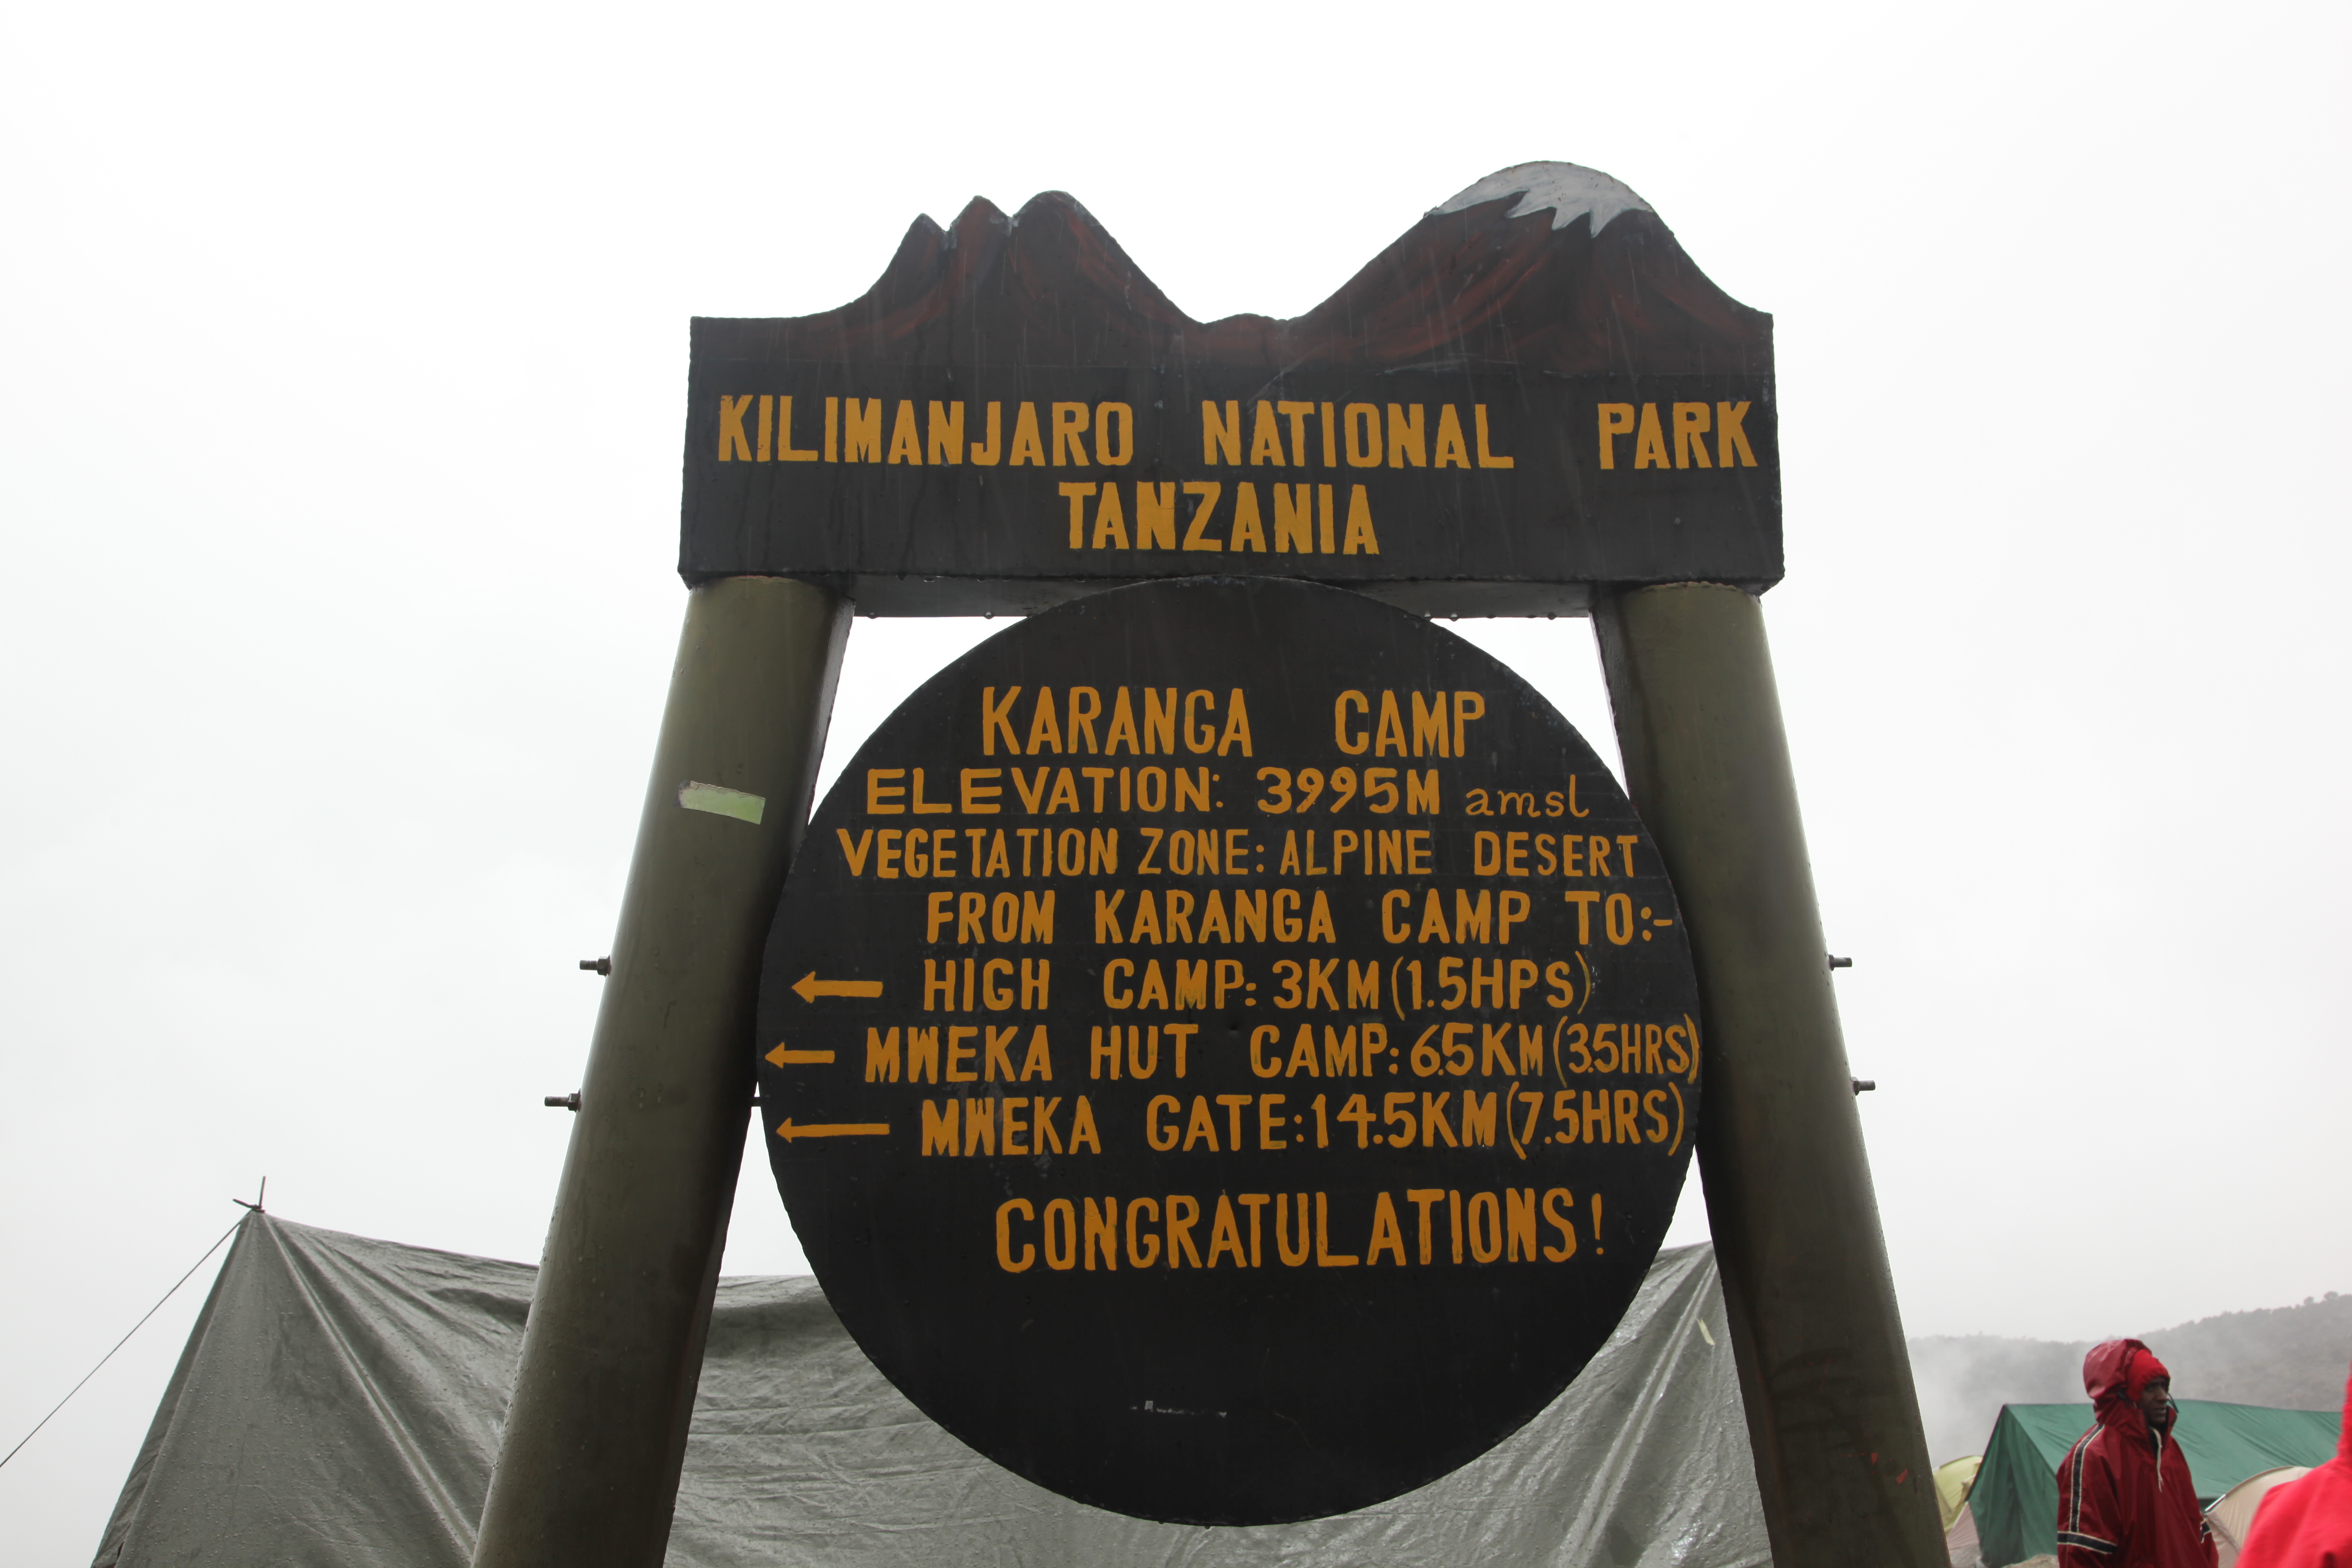 KILIMANJARO NATIONAL PARK
TANZANIA
KARANGA CAMP
ELEVATION: 3995M amsl
VEGETATION ZONE: ALPINE DESERT
FROM KARANGA CAMP TO:-
← HIGH CAMP: 3KM (1.5HPS)
← MWEKA HUT CAMP: 6.5KM (3.5HRS)
← MWEKA GATE: 14.5KM (7.5HRS)
CONGRATULATIONS!